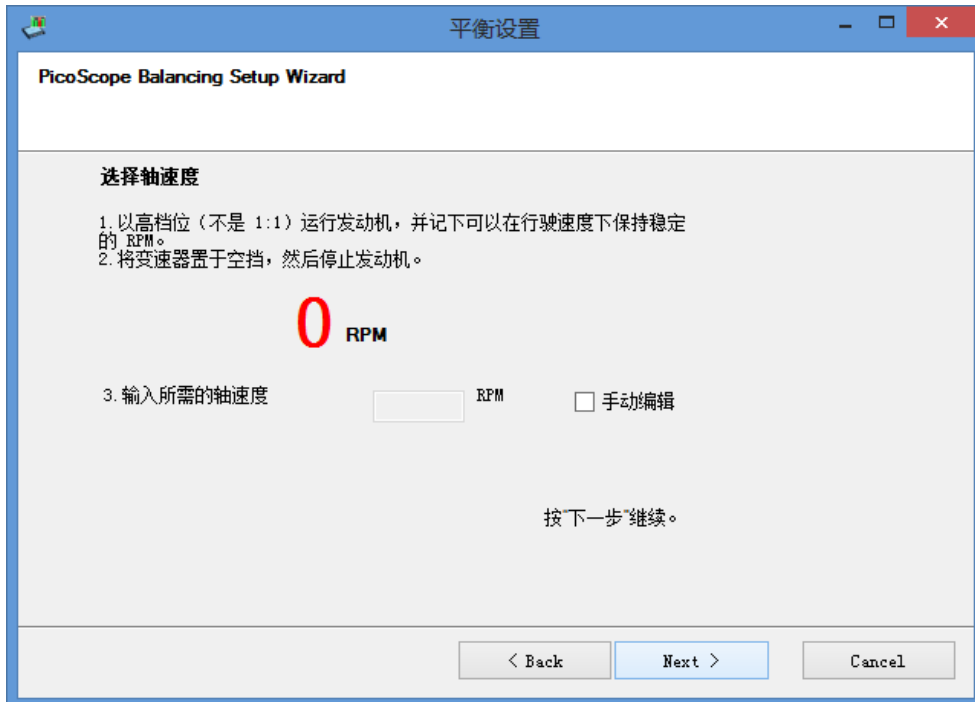 平衡设置
PicoScope Balancing Setup Wizard
选择轴速度
1.以高档位（不是 1:1）运行发动机，并记下可以在行驶速度下保持稳定
的 RPM。
2.将变速器置于空挡，然后停止发动机。
0 RPM
3.输入所需的轴速度 RPM 手动编辑
按"下一步"继续。
< Back Next > Cancel